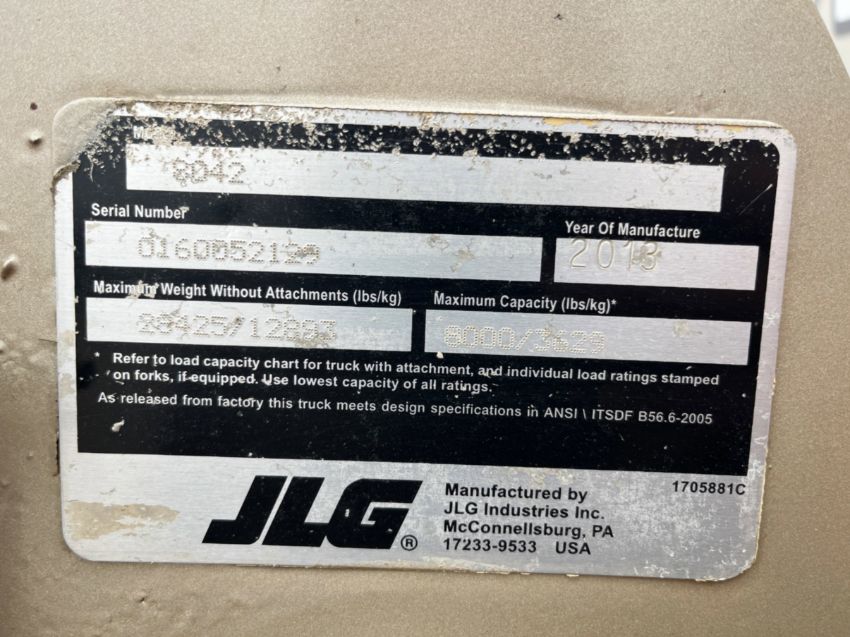 8042
Serial Number
Year Of Manufacture
0160052129
2013
Maximum Weight Without Attachments (lbs/kg)
Maximum Capacity (lbs/kg)*
8000/3629
* Refer to load capacity chart for truck with attachment, and individual load ratings stamped
on forks, if equipped. Use lowest capacity of all ratings.
As released from factory this truck meets design specifications in ANSI \ ITSDF B56.6-2005
1705881C
JLG®
Manufactured by
JLG Industries Inc.
McConnellsburg, PA
17233-9533 USA